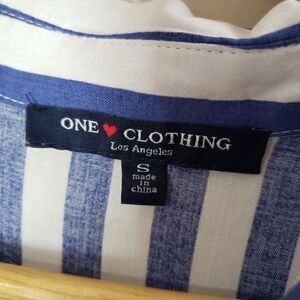 ONE ♥ CLOTHING
Los Angeles
S
made
in
china